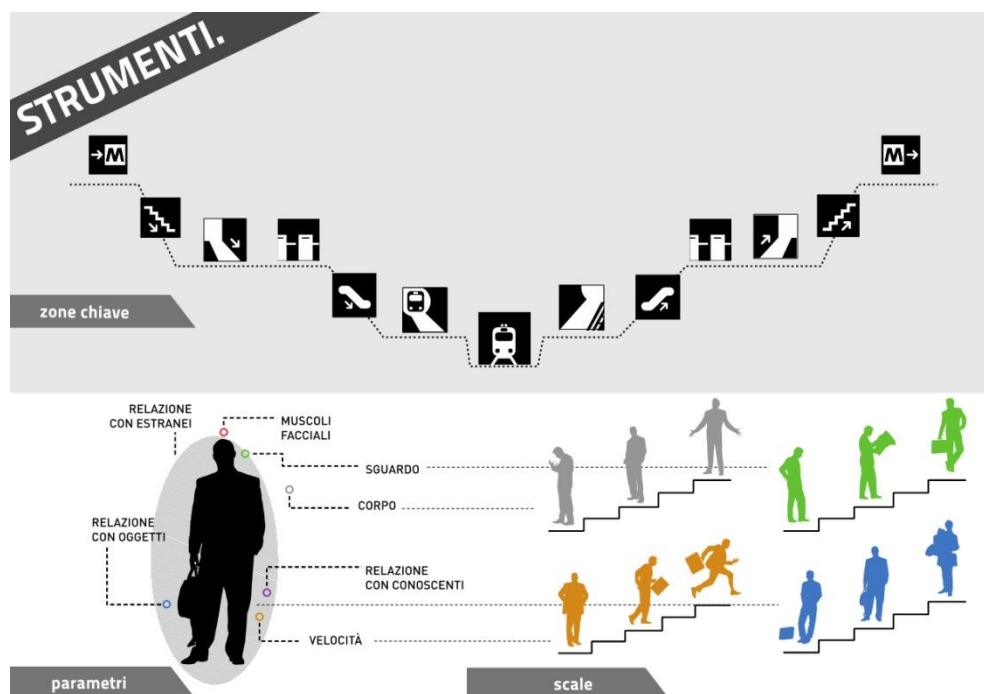 STRUMENTI.
→M
M→
zone chiave
RELAZIONE
CON ESTRANEI
MUSCOLI
FACCIALI
SGUARDO
CORPO
RELAZIONE
CON OGGETTI
RELAZIONE
CON CONOSCENTI
VELOCITÀ
parametri
scale